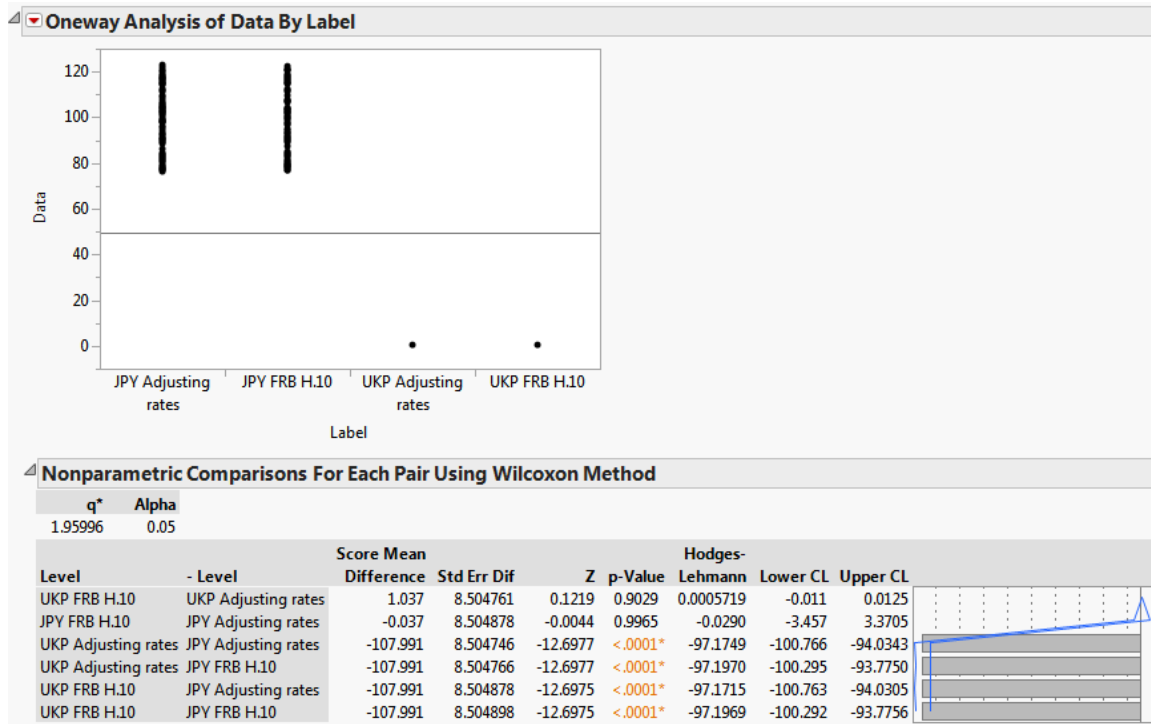 Oneway Analysis of Data By Label
120
100
80
60
40
20
0
Data
JPY Adjusting rates
JPY FRB H.10
UKP Adjusting rates
UKP FRB H.10
Label
Nonparametric Comparisons For Each Pair Using Wilcoxon Method
q* Alpha
1.95996 0.05
Score Mean Hodges-
Level - Level Difference Std Err Dif Z p-Value Lehmann Lower CL Upper CL
UKP FRB H.10 UKP Adjusting rates 1.037 8.504761 0.1219 0.9029 0.0005719 -0.011 0.0125
JPY FRB H.10 JPY Adjusting rates -0.037 8.504878 -0.0044 0.9965 -0.0290 -3.457 3.3705
UKP Adjusting rates JPY Adjusting rates -107.991 8.504746 -12.6977 <.0001* -97.1749 -100.766 -94.0343
UKP Adjusting rates JPY FRB H.10 -107.991 8.504766 -12.6977 <.0001* -97.1970 -100.295 -93.7750
UKP FRB H.10 JPY Adjusting rates -107.991 8.504878 -12.6975 <.0001* -97.1715 -100.763 -94.0305
UKP FRB H.10 JPY FRB H.10 -107.991 8.504898 -12.6975 <.0001* -97.1969 -100.292 -93.7756